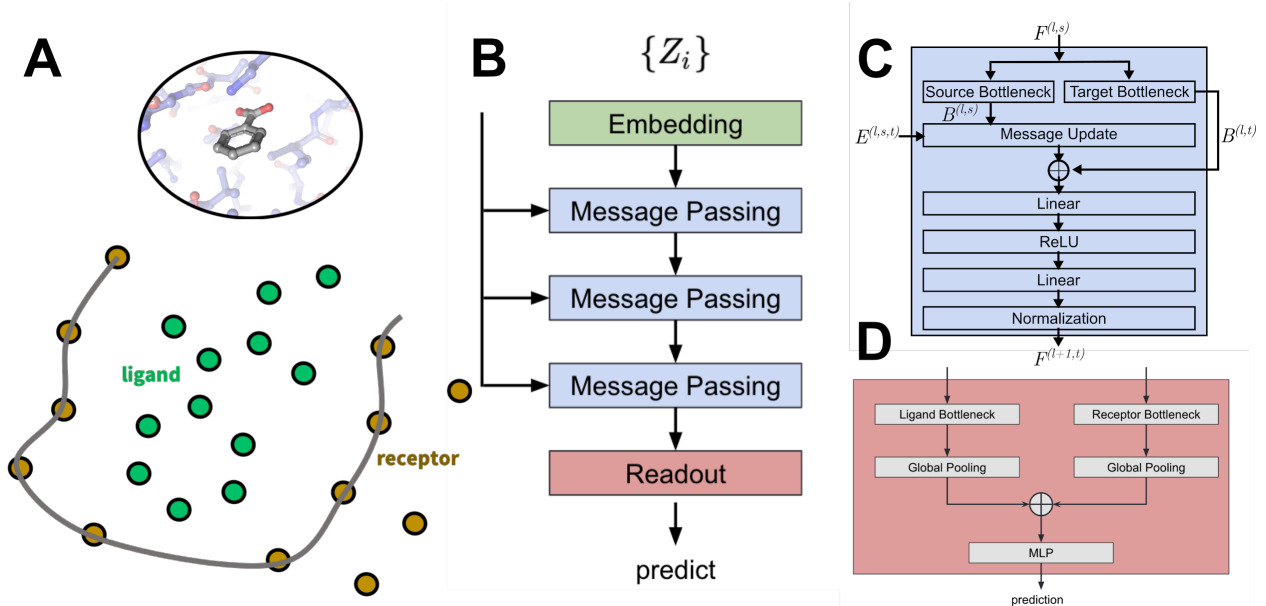 A
ligand
receptor
B
{Z_i}
Embedding
Message Passing
Message Passing
Message Passing
Readout
predict
C
F^(l,s)
Source Bottleneck
Target Bottleneck
B^(l,s)
E^(l,s,t)
Message Update
B^(l,t)
Linear
ReLU
Linear
Normalization
F^(l+1,t)
D
Ligand Bottleneck
Receptor Bottleneck
Global Pooling
Global Pooling
MLP
prediction